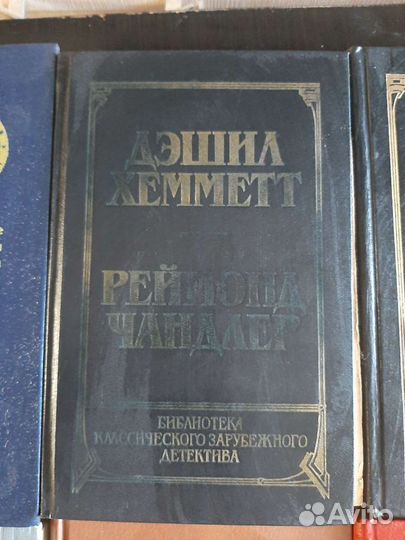 ДЭШИЛ
ХЕММЕТТ
РЕЙМОНД
ЧАНДЛЕР
БИБЛИОТЕКА
КЛАССИЧЕСКОГО ЗАРУБЕЖНОГО
ДЕТЕКТИВА
Avito